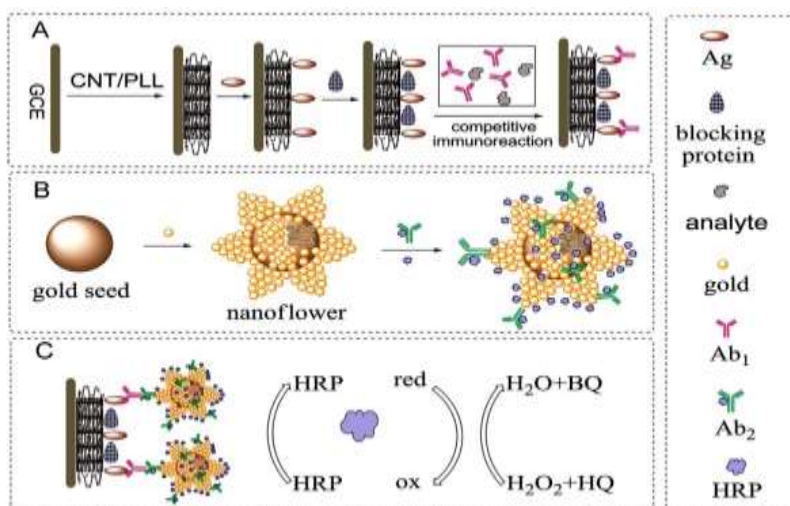 A
GCE
CNT/PLL
competitive
immunoreaction
B
gold seed
nanoflower
C
HRP
red
H₂O+BQ
HRP
ox
H₂O₂+HQ
Ag
blocking
protein
analyte
gold
Ab₁
Ab₂
HRP